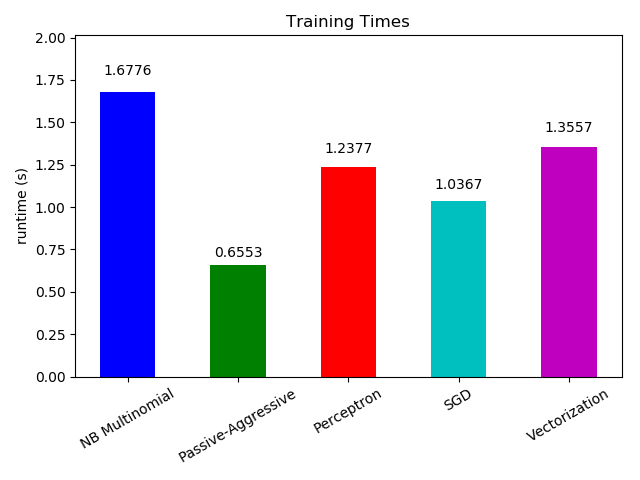 Training Times
runtime (s)
2.00
1.75
1.50
1.25
1.00
0.75
0.50
0.25
0.00
1.6776
0.6553
1.2377
1.0367
1.3557
NB Multinomial
Passive-Aggressive
Perceptron
SGD
Vectorization